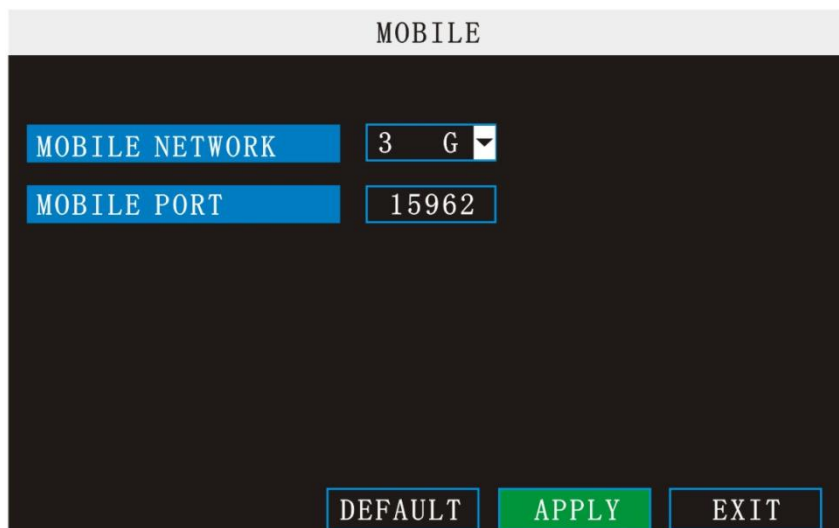 MOBILE
MOBILE NETWORK 3 G
MOBILE PORT 15962
DEFAULT APPLY EXIT